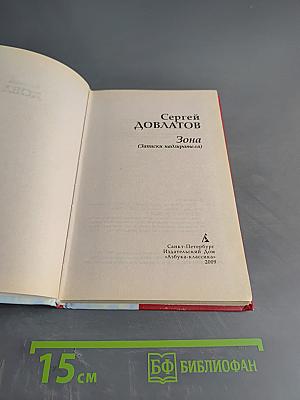 Сергей
ДОВЛАТОВ
Зона
(Записки надзирателя)
Санкт-Петербург
Издательский Дом
«Азбука-классика»
2009
15 см
БФ БИБЛИОФАН